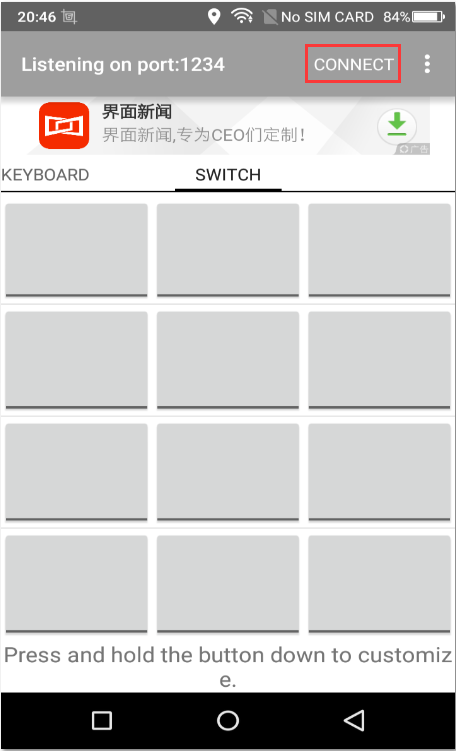 20:46 No SIM CARD 84%
Listening on port:1234 CONNECT
界面新闻
界面新闻,专为CEO们定制!
广告
KEYBOARD SWITCH
Press and hold the button down to customiz
e.